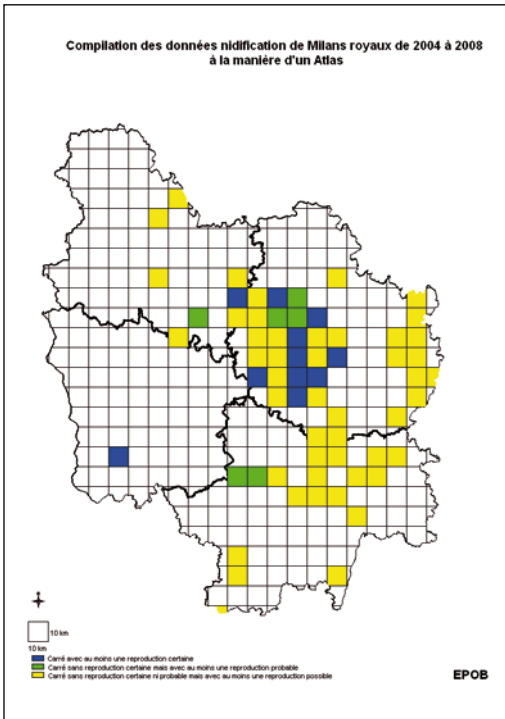 Compilation des données nidification de Milans royaux de 2004 à 2008
à la manière d'un Atlas
10 km
10 km
Carré avec au moins une reproduction certaine
Carré sans reproduction certaine mais avec au moins une reproduction probable
Carré sans reproduction certaine ni probable mais avec au moins une reproduction possible
EPOB